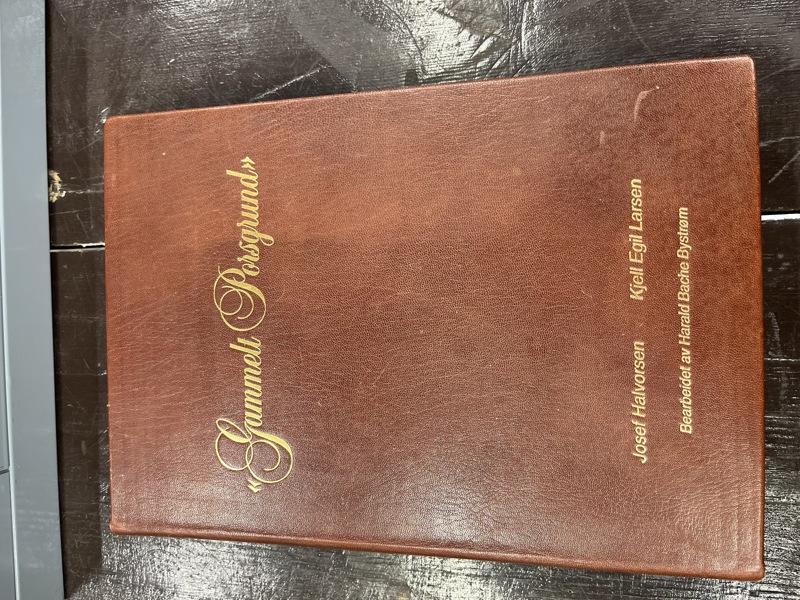 «Gammelt Porsgrund»
Josef Halvorsen Kjell Egil Larsen
Bearbeidet av Harald Bache Bystrøm